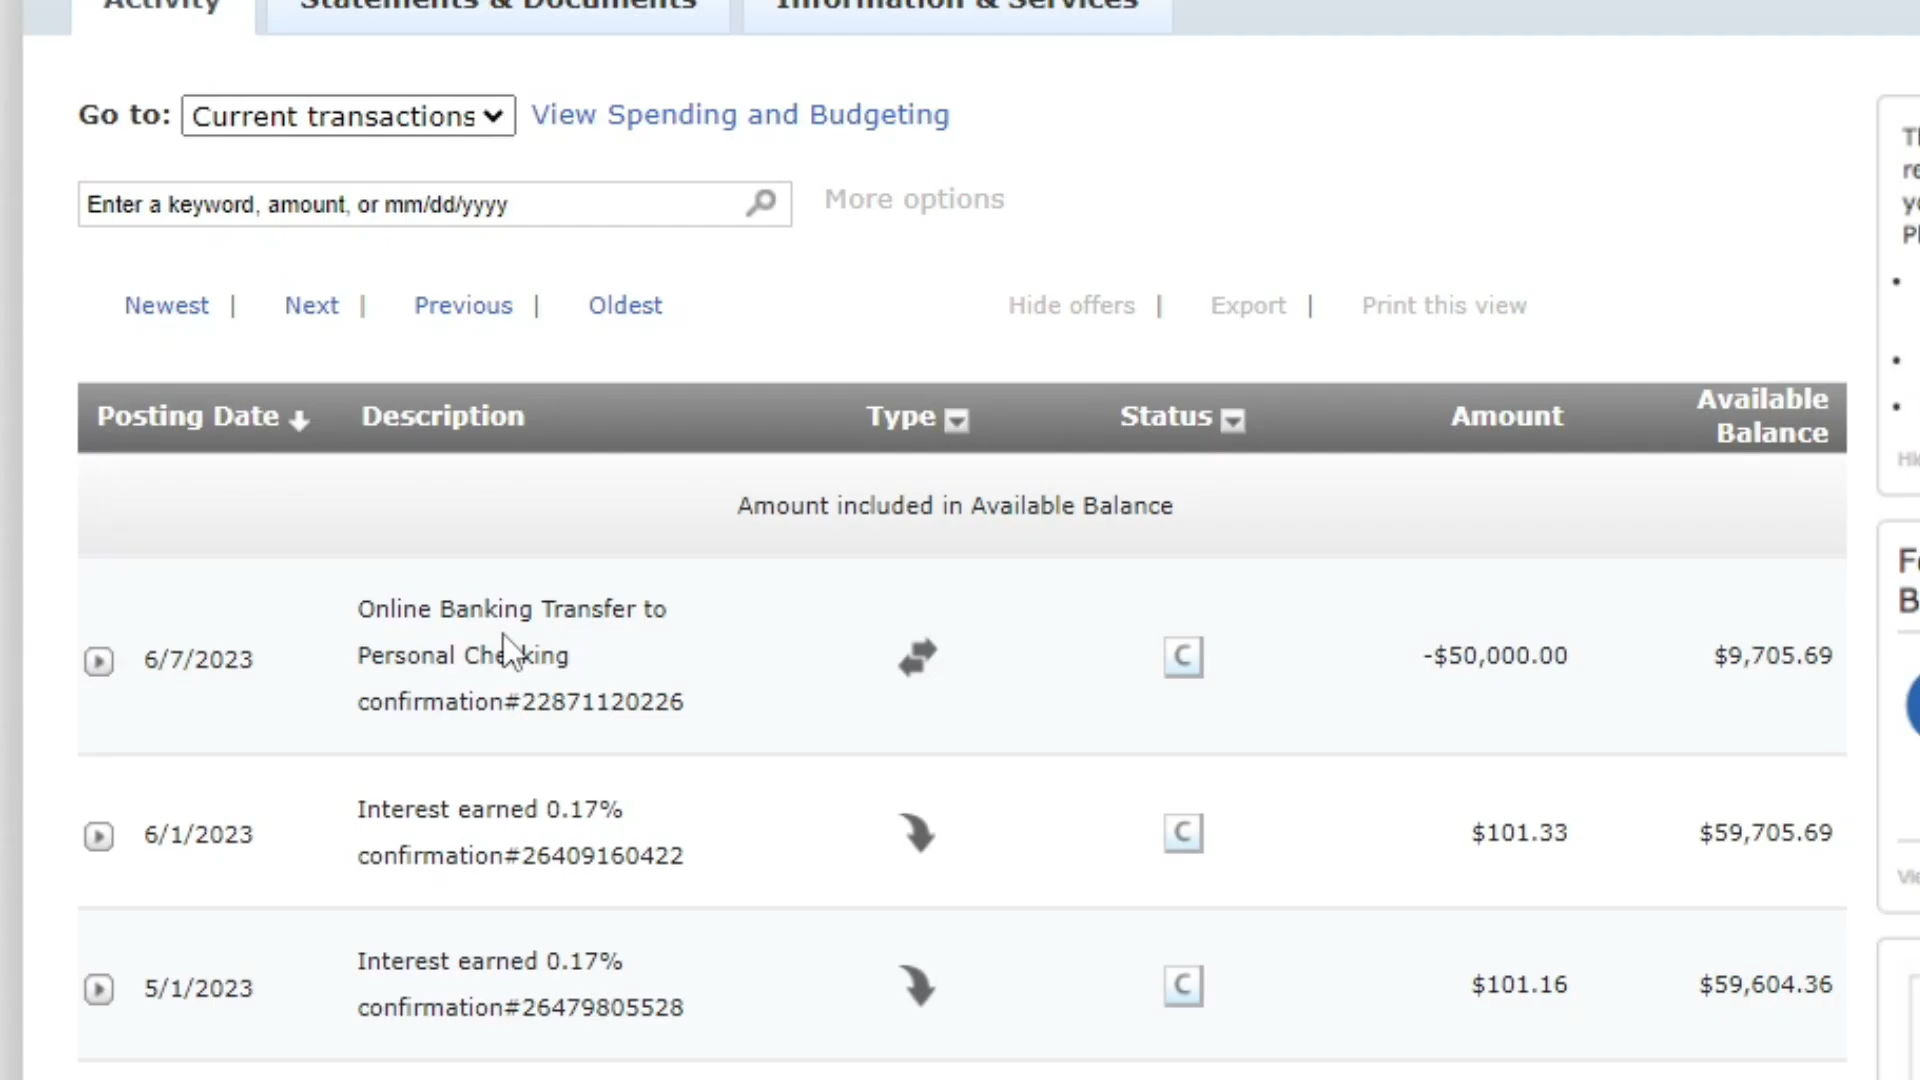 Activity
Statements & Documents
Information & Services
Go to: Current transactions View Spending and Budgeting
Enter a keyword, amount, or mm/dd/yyyy More options
Newest | Next | Previous | Oldest Hide offers | Export | Print this view
Posting Date Description Type Status Amount Available
Balance
Amount included in Available Balance
Online Banking Transfer to
6/7/2023 Personal Checking C -$50,000.00 $9,705.69
confirmation#22871120226
Interest earned 0.17%
6/1/2023 C $101.33 $59,705.69
confirmation#26409160422
Interest earned 0.17%
5/1/2023 C $101.16 $59,604.36
confirmation#26479805528